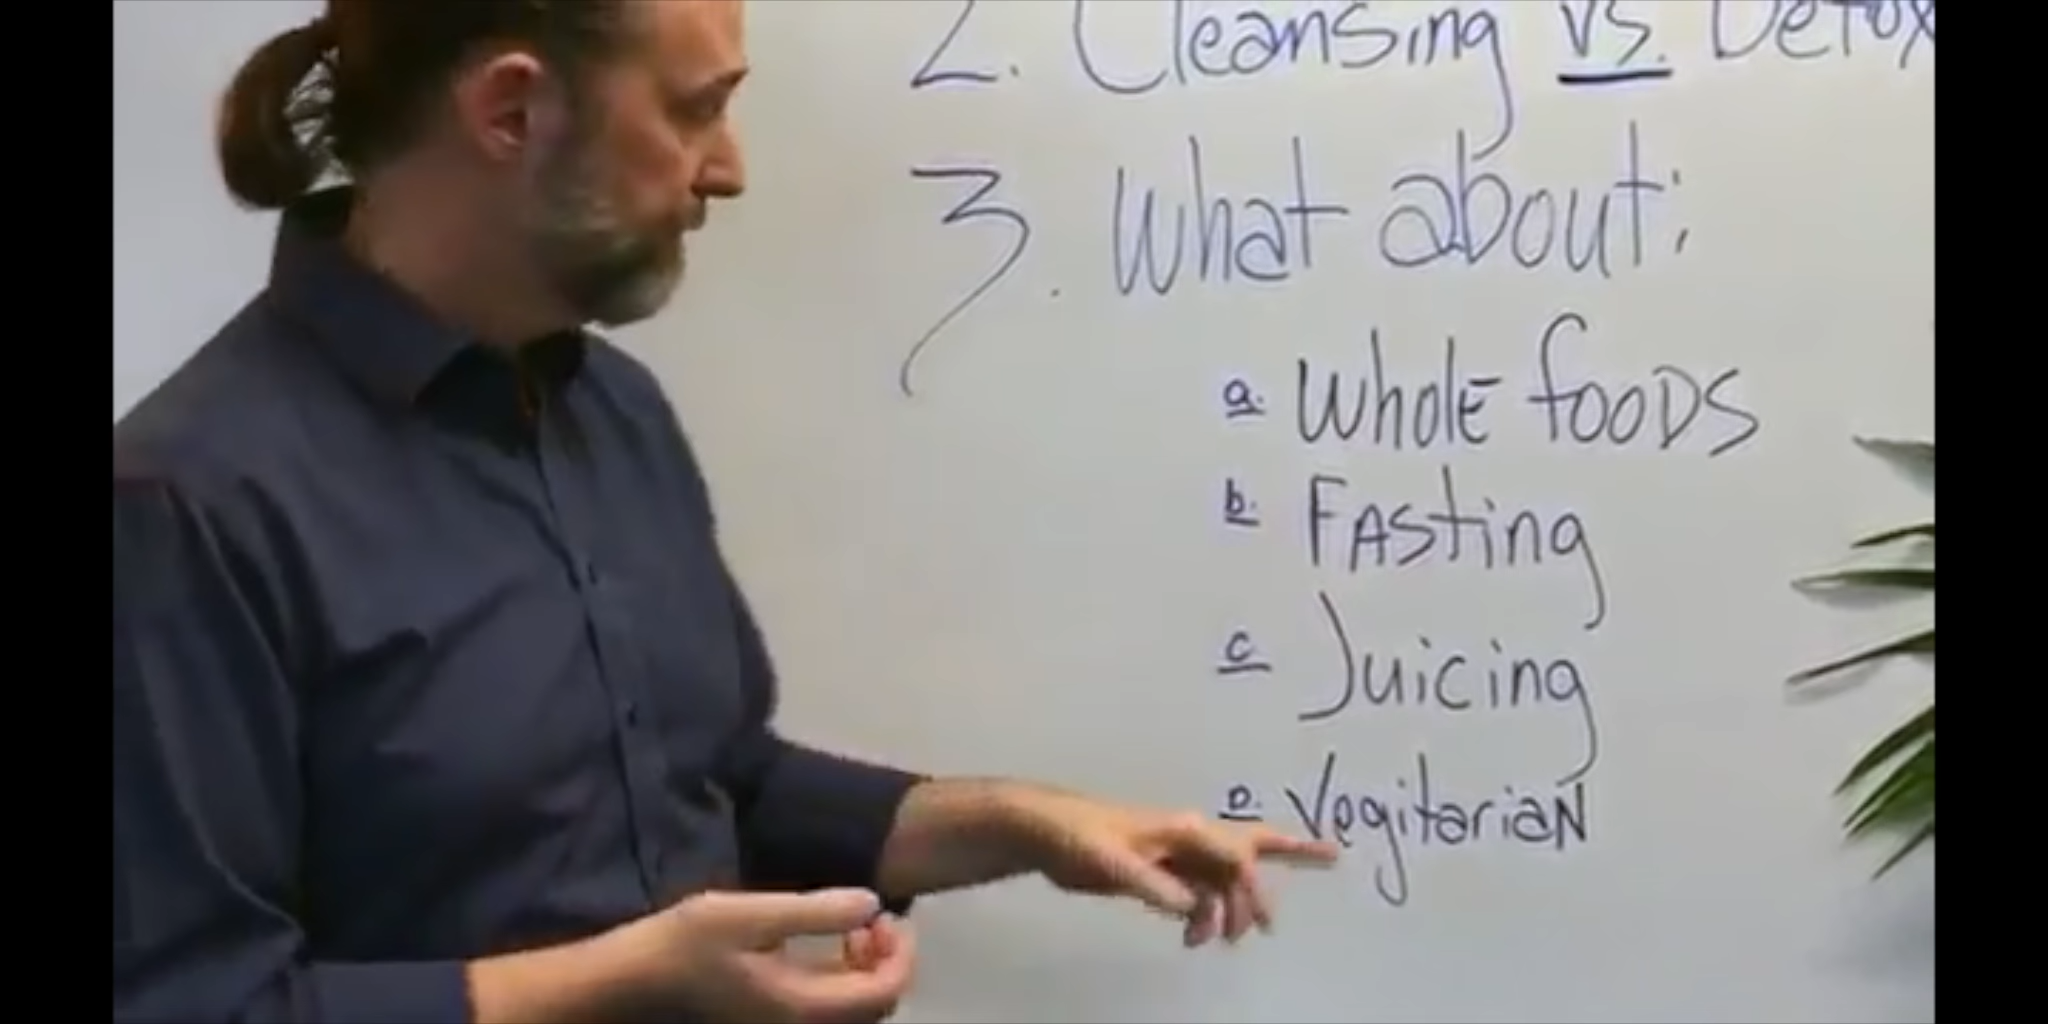 2. Cleansing vs. Detox
3. What about:
a. Whole foods
b. Fasting
c Juicing
D. Vegitarian